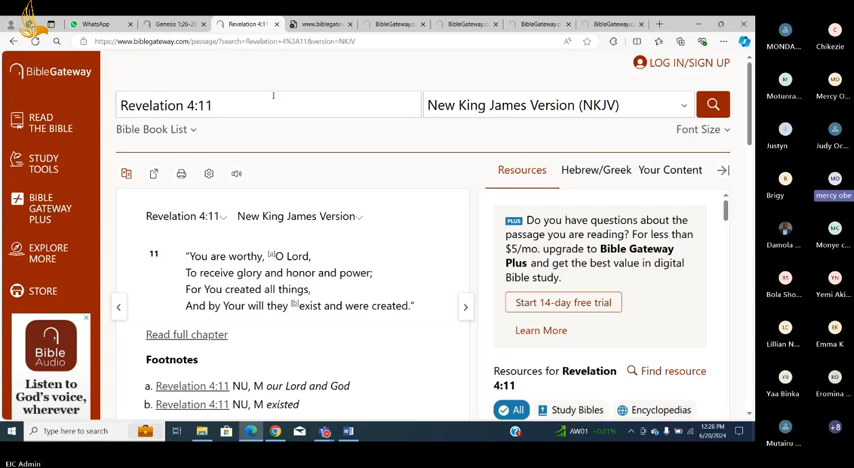 WhatsApp
Genesis 1:26-2
Revelation 4:11
www.biblegatew
BibleGateway.c
BibleGateway.c
BibleGateway.c
BibleGateway.c
https://www.biblegateway.com/passage/?search=Revelation+4%3A11&version=NKJV
BibleGateway
LOG IN/SIGN UP
READ
THE BIBLE
STUDY
TOOLS
BIBLE
GATEWAY
PLUS
EXPLORE
MORE
STORE
Bible
AUDIO
Listen to
God's voice,
wherever
Revelation 4:11
New King James Version (NKJV)
Bible Book List
Font Size
Revelation 4:11 New King James Version
11 "You are worthy, [a]O Lord,
To receive glory and honor and power;
For You created all things,
And by Your will they [b]exist and were created."
Read full chapter
Footnotes
a. Revelation 4:11 NU, M our Lord and God
b. Revelation 4:11 NU, M existed
Resources Hebrew/Greek Your Content
PLUS Do you have questions about the
passage you are reading? For less than
$5/mo. upgrade to Bible Gateway
Plus and get the best value in digital
Bible study.
Start 14-day free trial
Learn More
Resources for Revelation
4:11
Find resource
All Study Bibles Encyclopedias
Type here to search
AW01 +0.01%
12:28 PM
6/20/2024
MONDA...
Chikezie
Motunra...
Mercy O...
Justyn
Judy Oc...
Brigy
mercy obe
Damola ...
Monye c...
Bola Sho...
Yemi Aki...
Lillian N...
Emma K
Yaa Binka
Eromina ...
Mutairu ...
+8
EIC Admin